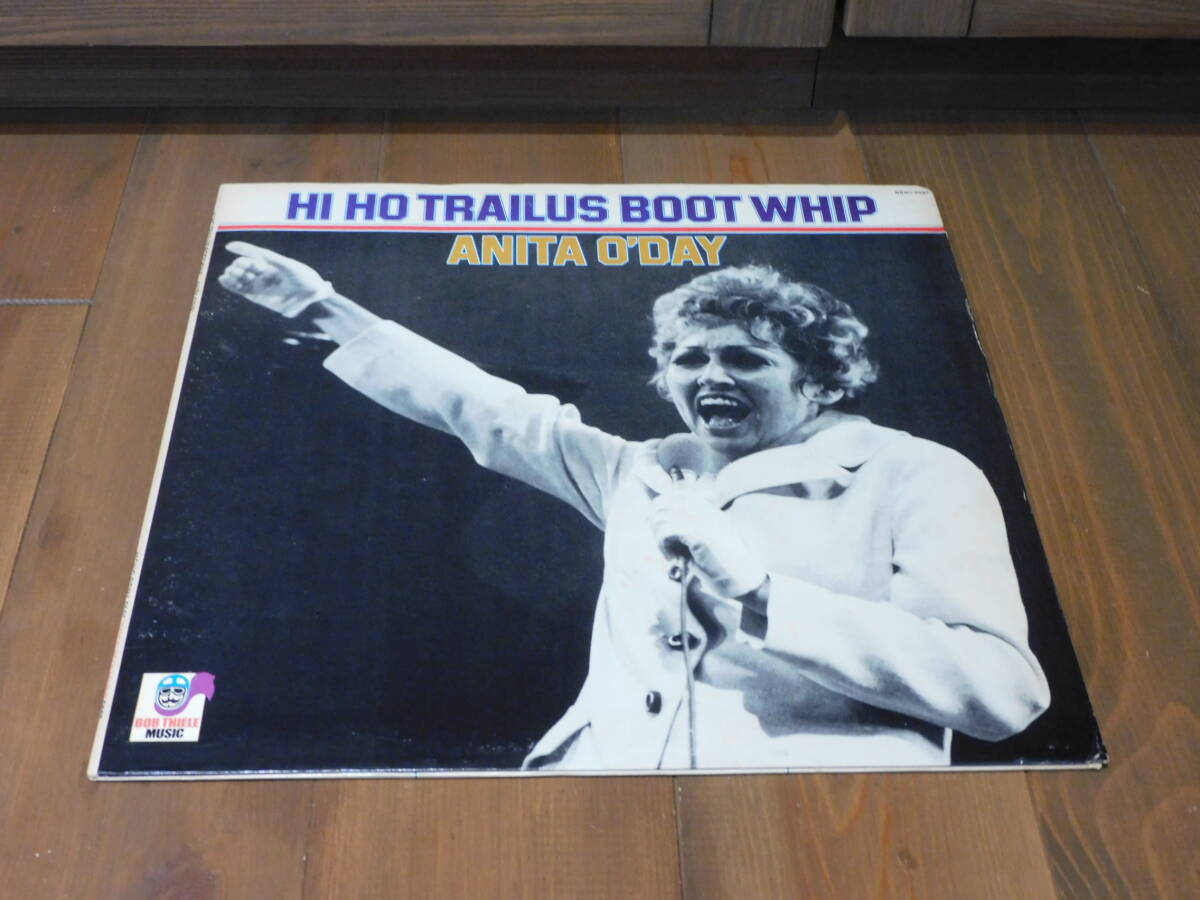 HI HO TRAILUS BOOT WHIP
ANITA O'DAY
BOB THIELE
MUSIC